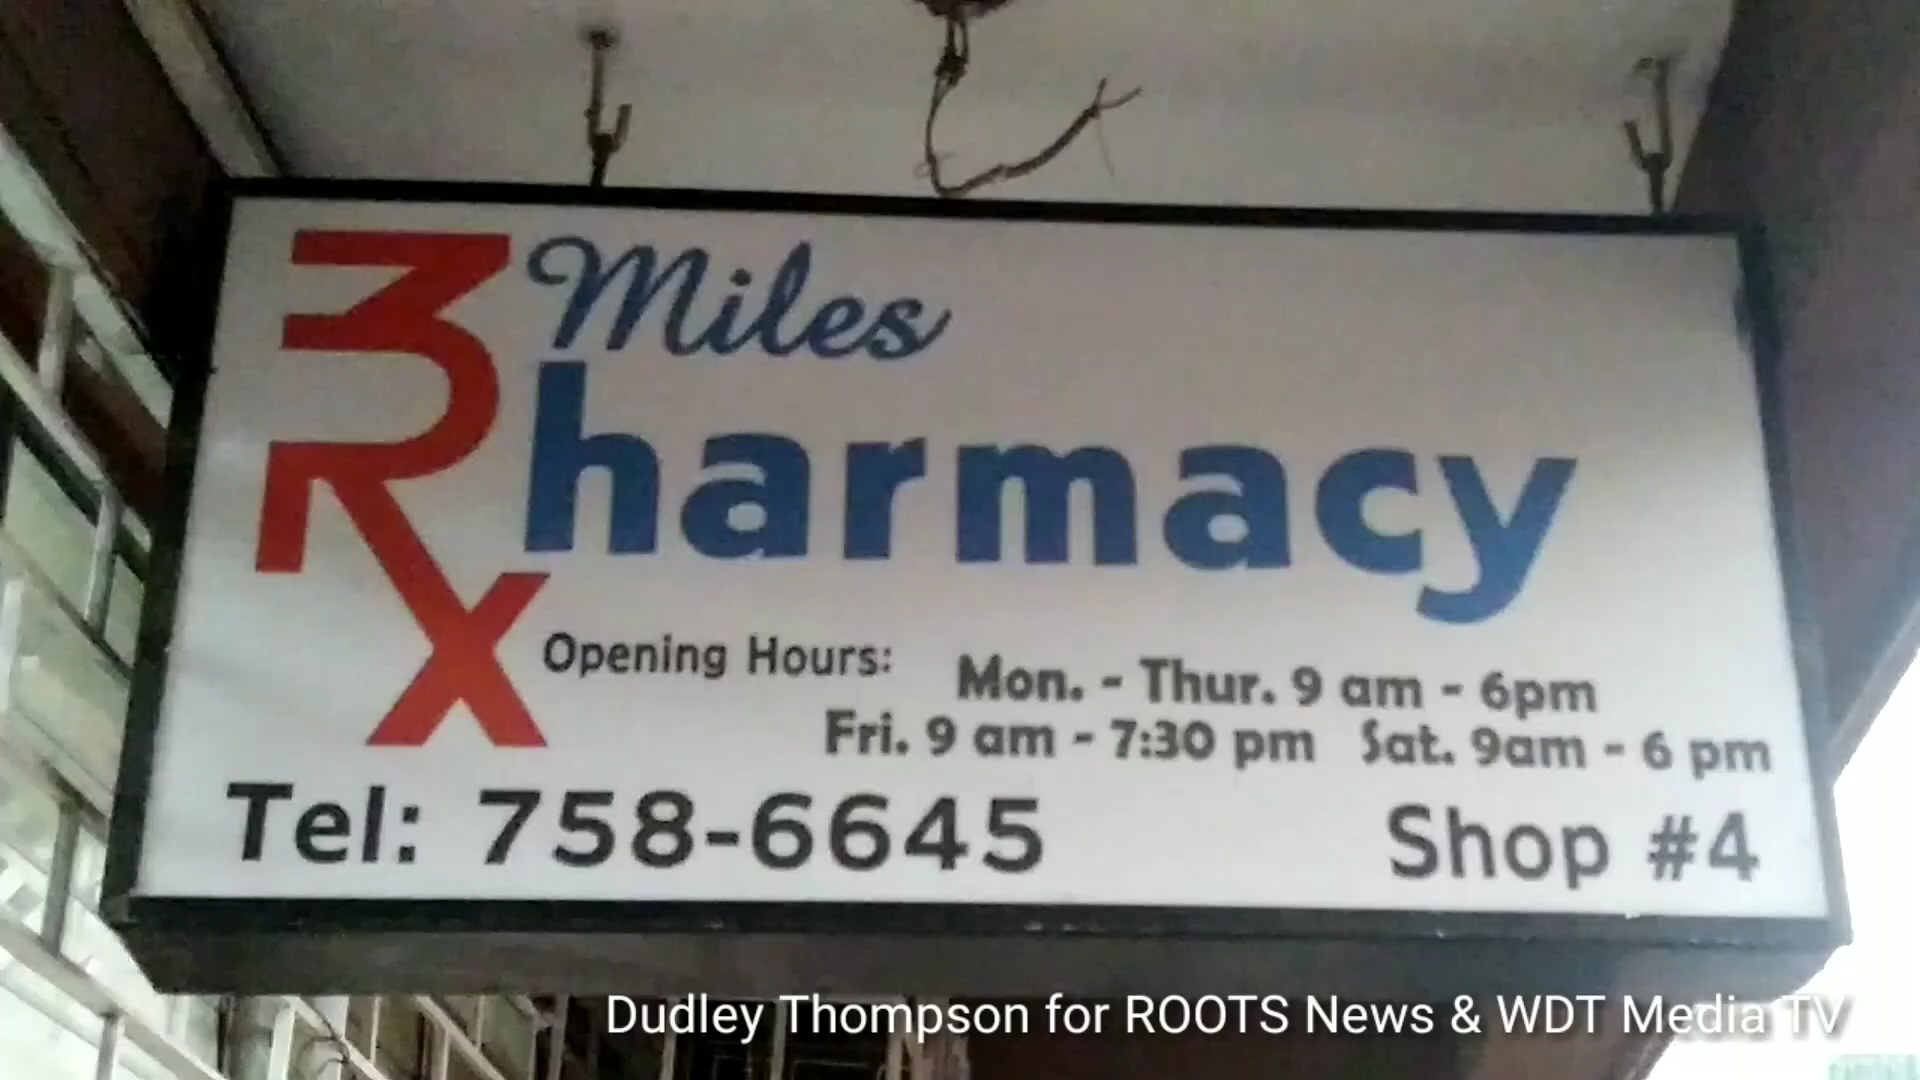 3 Miles
Rx harmacy
Opening Hours: Mon. - Thur. 9 am - 6pm
Fri. 9 am - 7:30 pm Sat. 9am - 6 pm
Tel: 758-6645 Shop #4
Dudley Thompson for ROOTS News & WDT Media TV